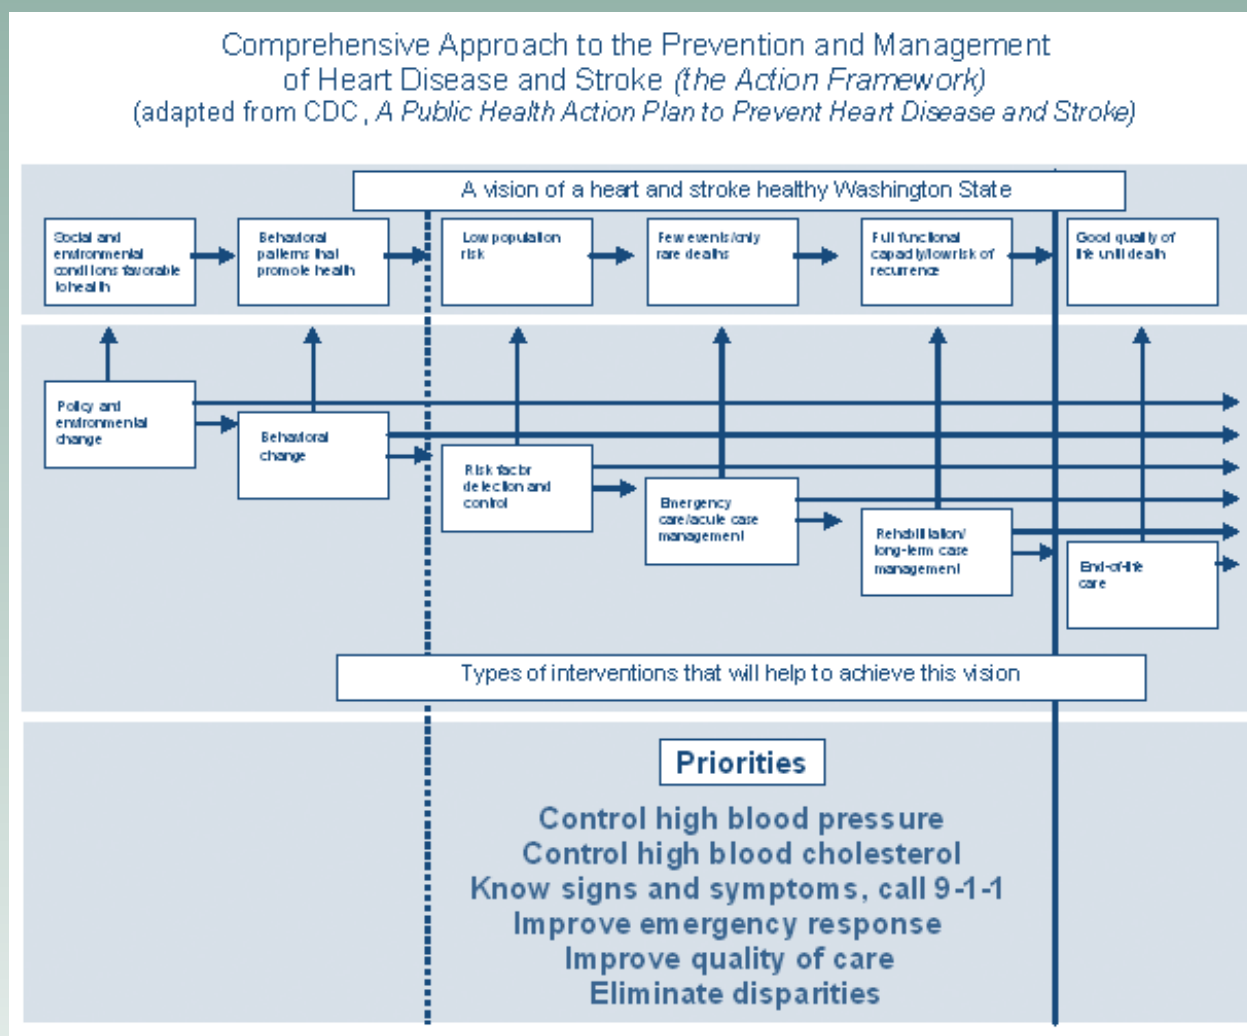 Comprehensive Approach to the Prevention and Management
of Heart Disease and Stroke (the Action Framework)
(adapted from CDC, A Public Health Action Plan to Prevent Heart Disease and Stroke)
A vision of a heart and stroke healthy Washington State
Social and
environmental
conditions favorable
to health
Behavioral
patterns that
promote health
Low population
risk
Few events/only
rare deaths
Full functional
capacity/low risk of
recurrence
Good quality of
life until death
Policy and
environmental
change
Behavioral
change
Risk factor
detection and
control
Emergency
care/acute case
management
Rehabilitation/
long-term case
management
End-of-life
care
Types of interventions that will help to achieve this vision
Priorities
Control high blood pressure
Control high blood cholesterol
Know signs and symptoms, call 9-1-1
Improve emergency response
Improve quality of care
Eliminate disparities